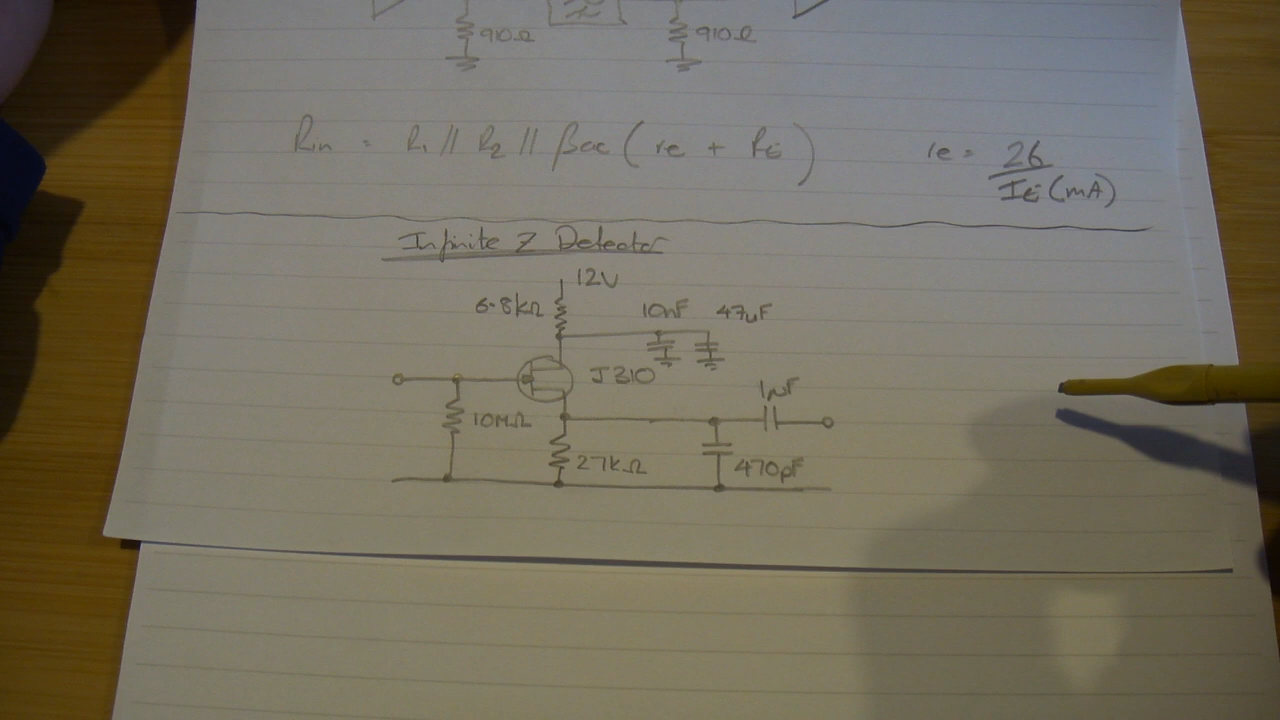 910Ω 910Ω
Rin = R1 // R2 // βac ( re + RE ) re = 26
IE (mA)
Infinite Z Detector
12V
6.8kΩ 10nF 47uF
J310
1µF
10MΩ
27kΩ 470pF